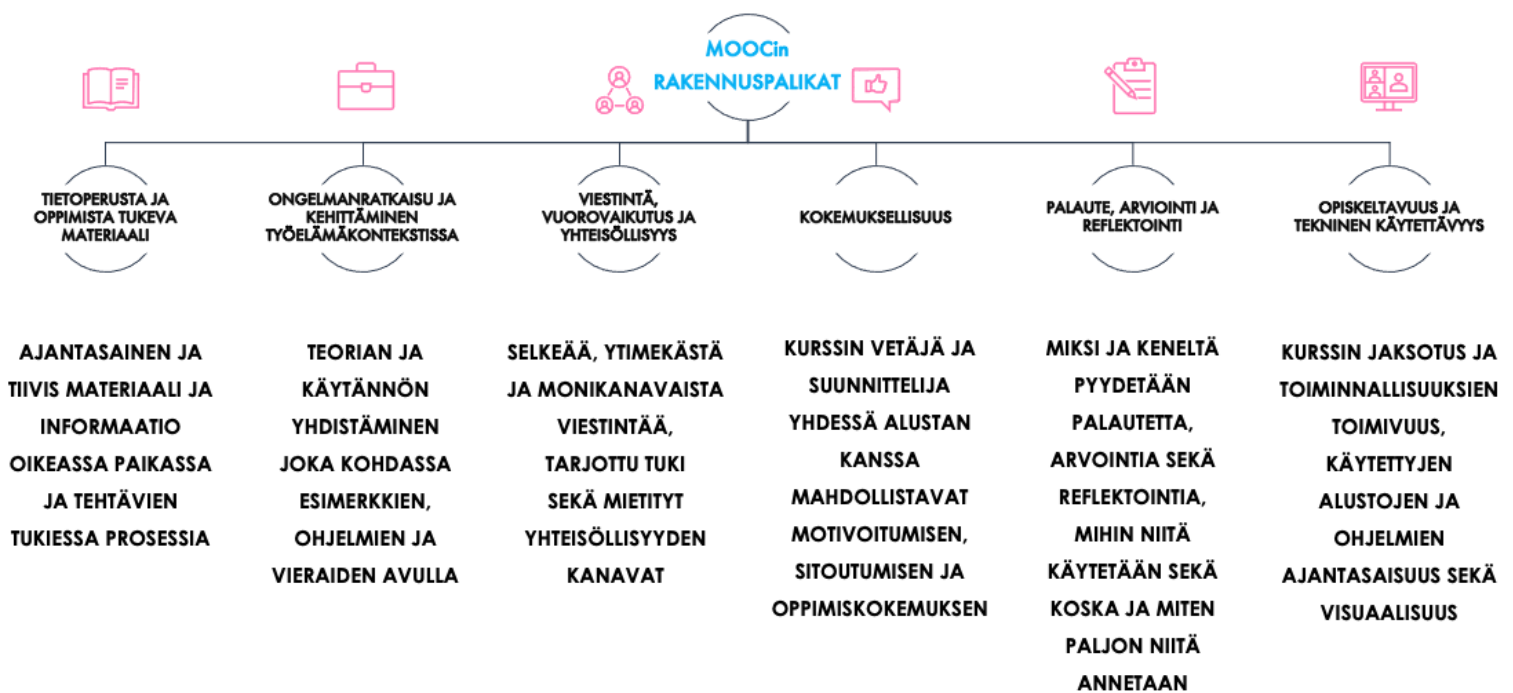 MOOCin
RAKENNUSPALIKAT
TIETOPERUSTA JA
OPPIMISTA TUKEVA
MATERIAALI
ONGELMANRATKAISU JA
KEHITTÄMINEN
TYÖELÄMÄKONTEKSTISSA
VIESTINTÄ,
VUOROVAIKUTUS JA
YHTEISÖLLISYYS
KOKEMUKSELLISUUS
PALAUTE, ARVIOINTI JA
REFLEKTOINTI
OPISKELTAVUUS JA
TEKNINEN KÄYTETTÄVYYS
AJANTASAINEN JA
TIIVIS MATERIAALI JA
INFORMAATIO
OIKEASSA PAIKASSA
JA TEHTÄVIEN
TUKIESSA PROSESSIA
TEORIAN JA
KÄYTÄNNÖN
YHDISTÄMINEN
JOKA KOHDASSA
ESIMERKKIEN,
OHJELMIEN JA
VIERAIDEN AVULLA
SELKEÄÄ, YTIMEKÄSTÄ
JA MONIKANAVAISTA
VIESTINTÄÄ,
TARJOTTU TUKI
SEKÄ MIETITYT
YHTEISÖLLISYYDEN
KANAVAT
KURSSIN VETÄJÄ JA
SUUNNITTELIJA
YHDESSÄ ALUSTAN
KANSSA
MAHDOLLISTAVAT
MOTIVOITUMISEN,
SITOUTUMISEN JA
OPPIMISKOKEMUKSEN
MIKSI JA KENELTÄ
PYYDETÄÄN
PALAUTETTA,
ARVOINTIA SEKÄ
REFLEKTOINTIA,
MIHIN NIITÄ
KÄYTETÄÄN SEKÄ
KOSKA JA MITEN
PALJON NIITÄ
ANNETAAN
KURSSIN JAKSOTUS JA
TOIMINNALLISUUKSIEN
TOIMIVUUS,
KÄYTETTYJEN
ALUSTOJEN JA
OHJELMIEN
AJANTASAISUUS SEKÄ
VISUAALISUUS